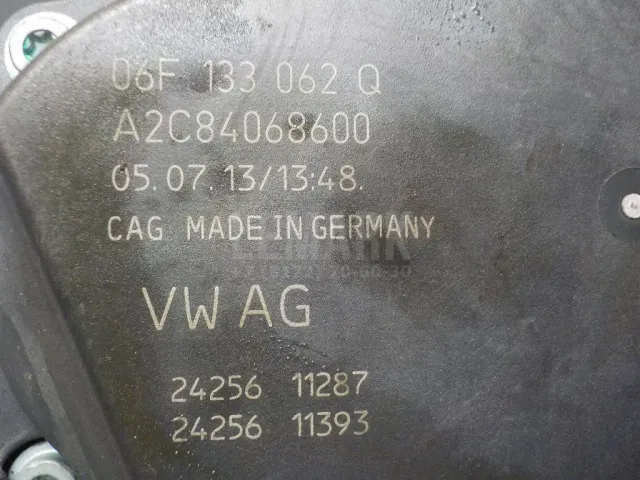 06F 133 062 Q
A2C84068600
05.07.13/13:48.
CAG MADE IN GERMANY
VW AG
24256 11287
24256 11393